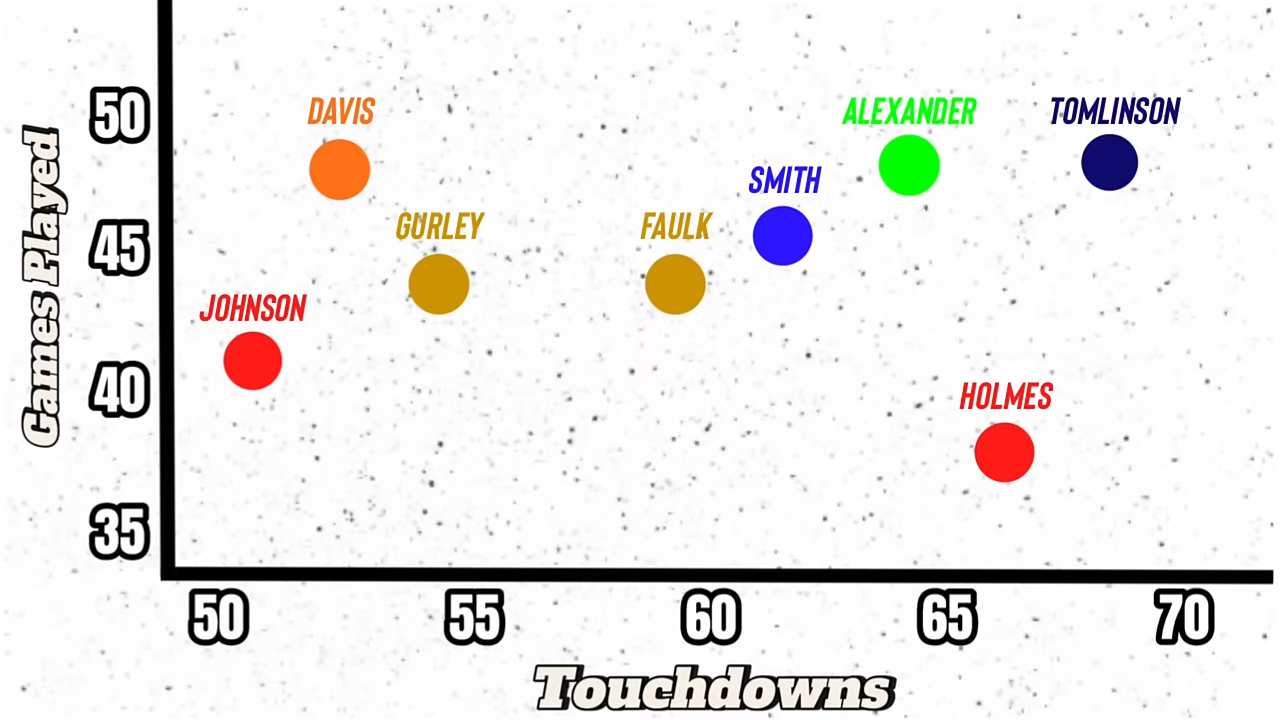 Games Played
50
45
40
35
DAVIS
ALEXANDER
TOMLINSON
SMITH
GURLEY
FAULK
JOHNSON
HOLMES
50 55 60 65 70
Touchdowns